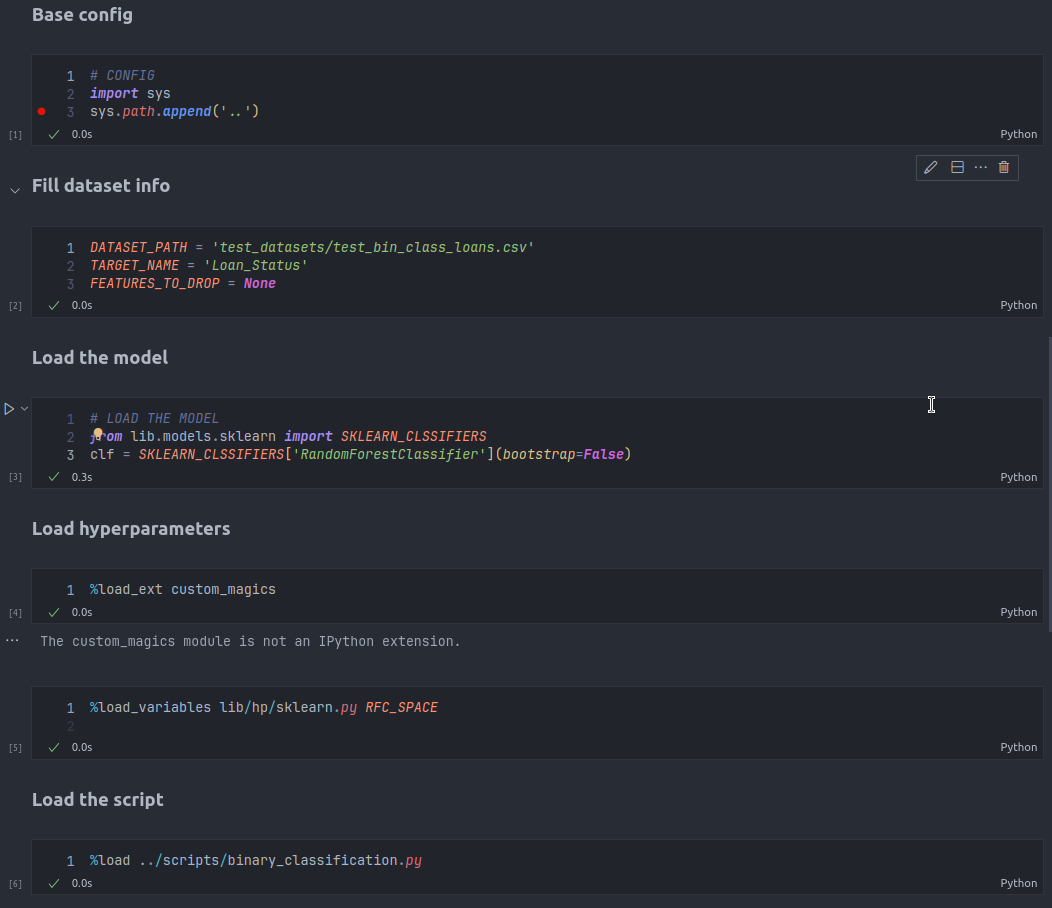 Base config
1 # CONFIG
2 import sys
3 sys.path.append('..')
[1] 0.0s Python
Fill dataset info
1 DATASET_PATH = 'test_datasets/test_bin_class_loans.csv'
2 TARGET_NAME = 'Loan_Status'
3 FEATURES_TO_DROP = None
[2] 0.0s Python
Load the model
1 # LOAD THE MODEL
2 from lib.models.sklearn import SKLEARN_CLSSIFIERS
3 clf = SKLEARN_CLSSIFIERS['RandomForestClassifier'](bootstrap=False)
[3] 0.3s Python
Load hyperparameters
1 %load_ext custom_magics
[4] 0.0s Python
... The custom_magics module is not an IPython extension.
1 %load_variables lib/hp/sklearn.py RFC_SPACE
2
[5] 0.0s Python
Load the script
1 %load ../scripts/binary_classification.py
[6] 0.0s Python